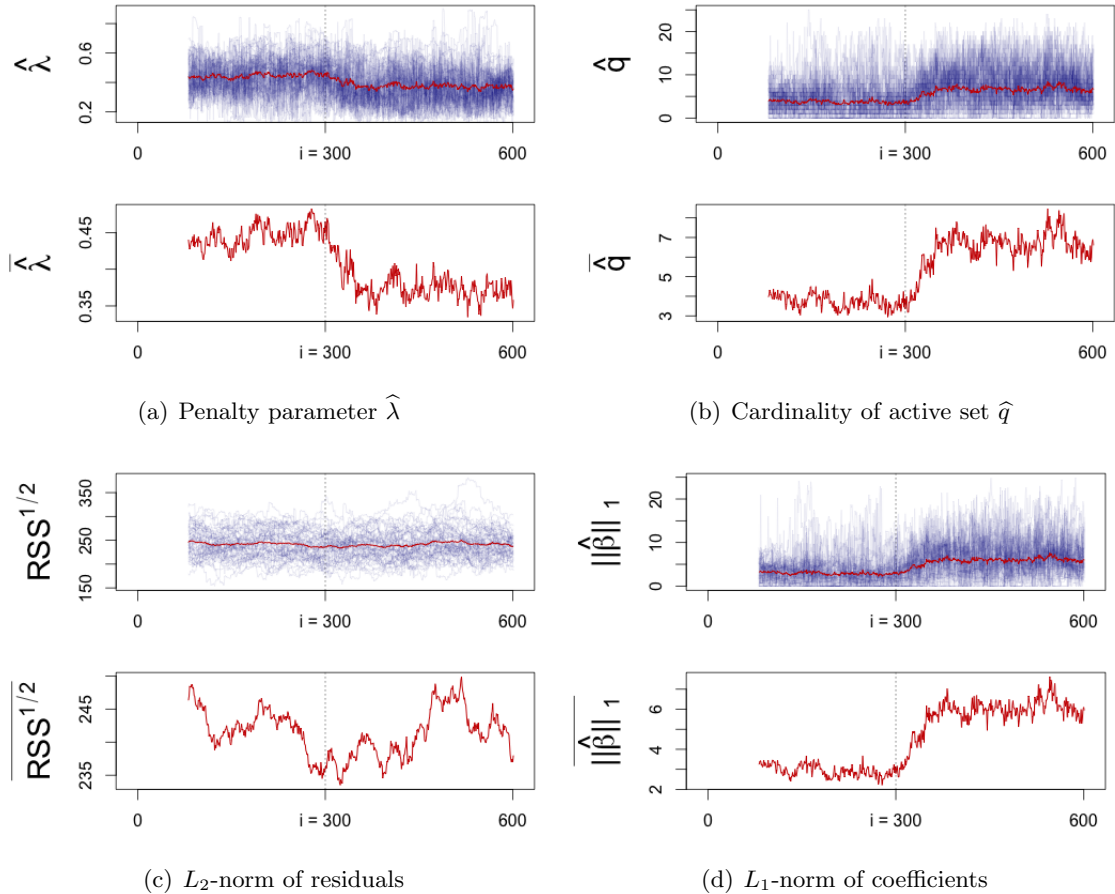 λ̂
0.6
0.2
0
i = 300
600
λ̂̅
0.45
0.35
0
i = 300
600
(a) Penalty parameter λ̂
q̂
20
10
0
0
i = 300
600
q̂̅
7
5
3
0
i = 300
600
(b) Cardinality of active set q̂
RSS^{1/2}
350
250
150
0
i = 300
600
\overline{RSS^{1/2}}
245
235
0
i = 300
600
(c) L₂-norm of residuals
||β̂||₁
20
10
0
0
i = 300
600
\overline{||β̂||₁}
6
4
2
0
i = 300
600
(d) L₁-norm of coefficients